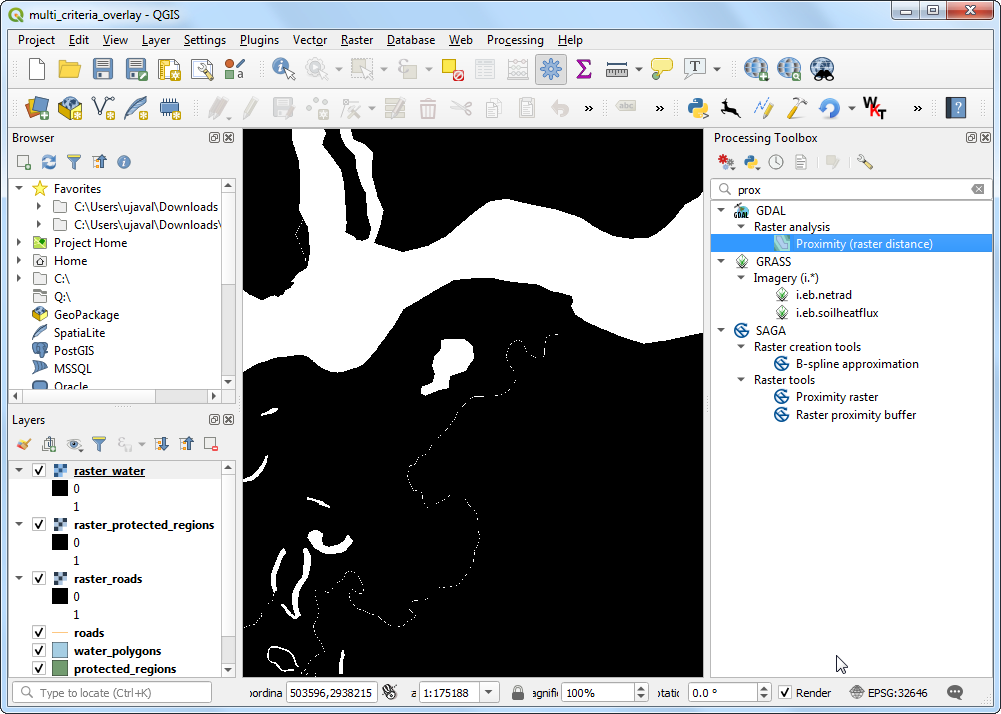 multi_criteria_overlay - QGIS
Project Edit View Layer Settings Plugins Vector Raster Database Web Processing Help
T
abc
WKT
Browser
Favorites
C:\Users\ujaval\Downloads
C:\Users\ujaval\Downloads\
Project Home
Home
C:\
Q:\
GeoPackage
SpatiaLite
PostGIS
MSSQL
Oracle
Layers
raster_water
0
1
raster_protected_regions
0
1
raster_roads
0
1
roads
water_polygons
protected_regions
Processing Toolbox
prox
GDAL
Raster analysis
Proximity (raster distance)
GRASS
Imagery (i.*)
i.eb.netrad
i.eb.soilheatflux
SAGA
Raster creation tools
B-spline approximation
Raster tools
Proximity raster
Raster proximity buffer
Type to locate (Ctrl+K) oordina 503596,2938215 a 1:175188 agnifi 100% otatic 0.0 ° Render EPSG:32646